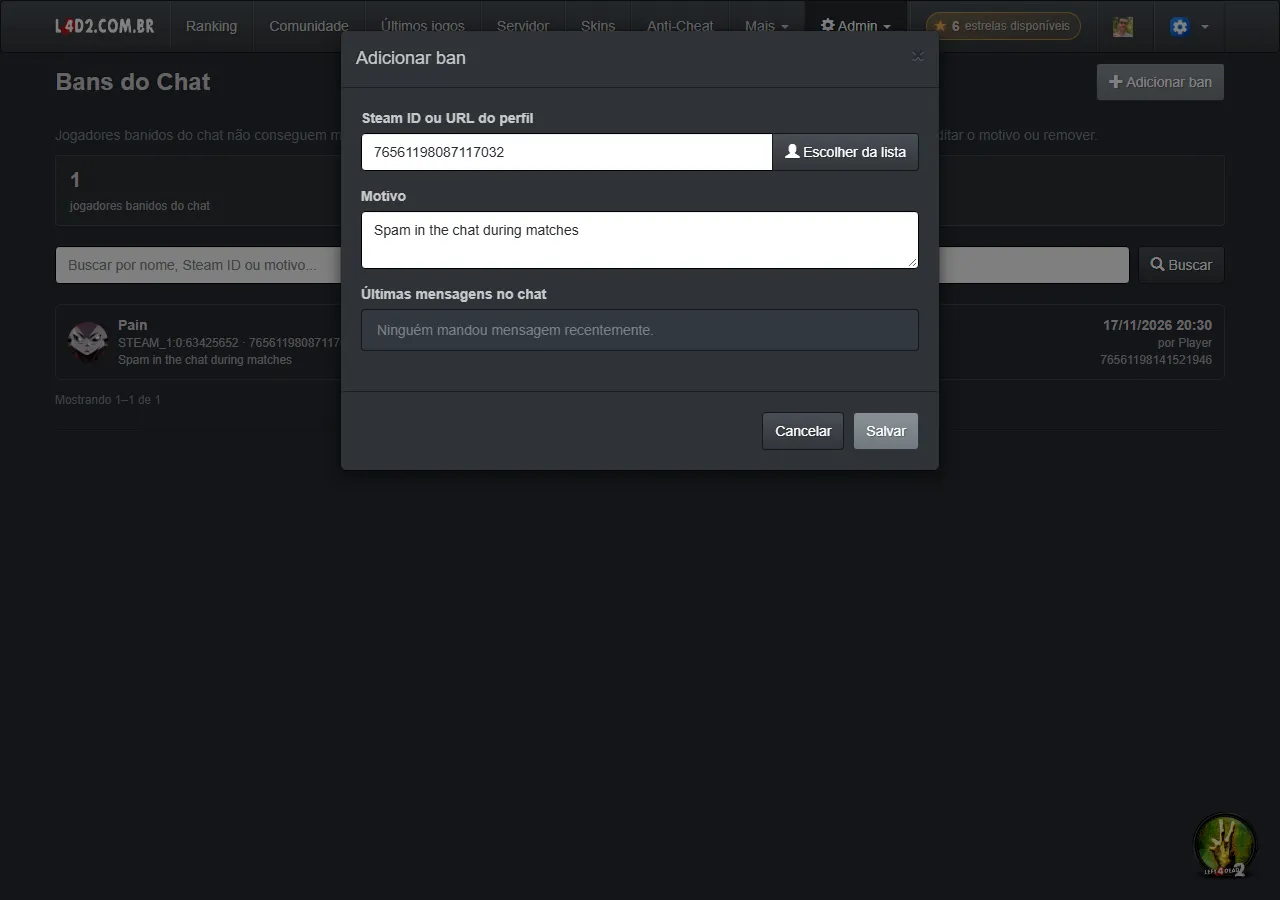 L4D2.COM.BR Ranking Comunidade Últimos jogos Servidor Skins Anti-Cheat Mais Admin 6 estrelas disponíveis
Adicionar ban
Bans do Chat
Adicionar ban
Steam ID ou URL do perfil
Jogadores banidos do chat não conseguem
ditar o motivo ou remover.
76561198087117032
Escolher da lista
1
jogadores banidos do chat
Motivo
Spam in the chat during matches
Buscar por nome, Steam ID ou motivo...
Buscar
Últimas mensagens no chat
Ninguém mandou mensagem recentemente.
Pain
STEAM_1:0:63425652 · 76561198087117
Spam in the chat during matches
17/11/2026 20:30
por Player
76561198141521946
Mostrando 1–1 de 1
Cancelar
Salvar
LEFT 4 DEAD 2